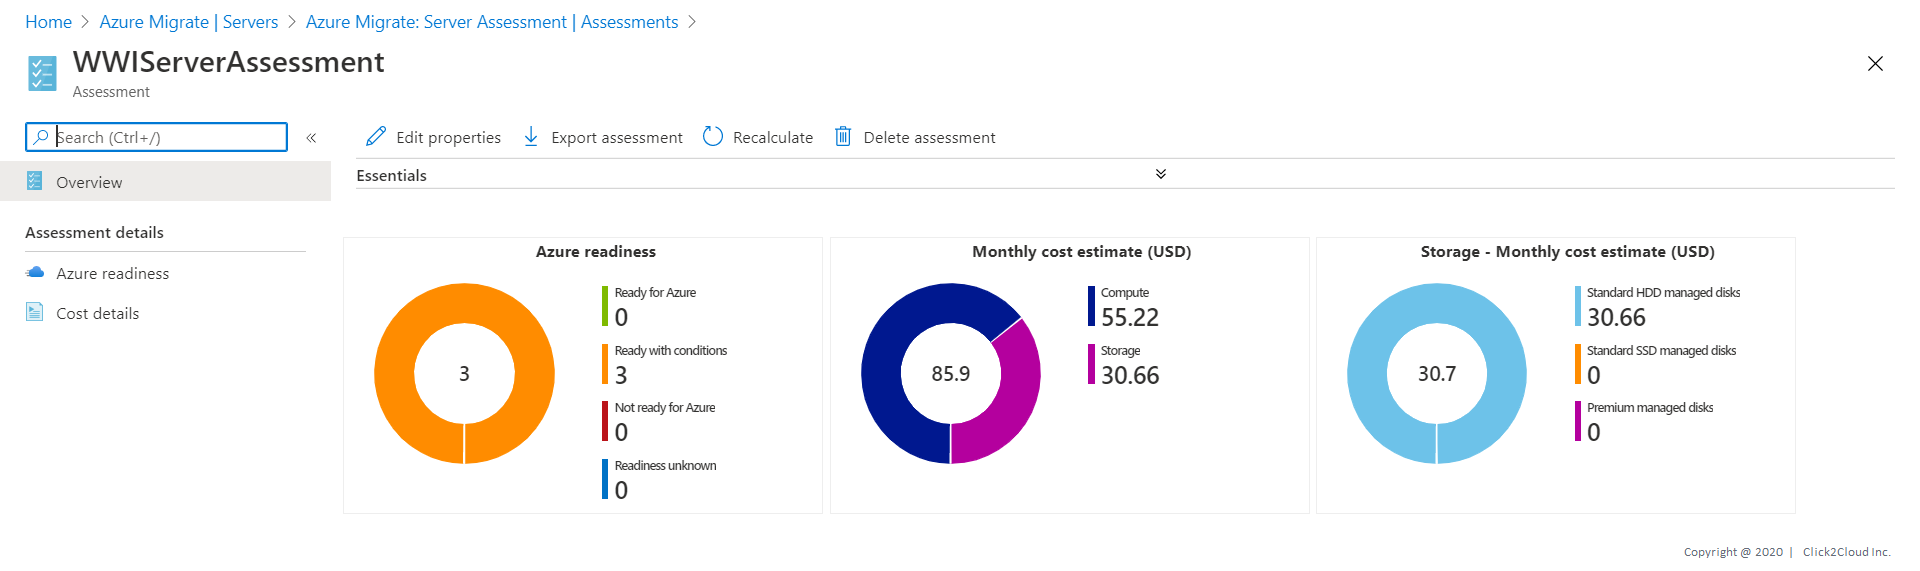 Home > Azure Migrate | Servers > Azure Migrate: Server Assessment | Assessments >
WWIServerAssessment
Assessment
Search (Ctrl+/)
«
Edit properties
Export assessment
Recalculate
Delete assessment
Overview
Essentials
Assessment details
Azure readiness
Cost details
Azure readiness
3
Ready for Azure
0
Ready with conditions
3
Not ready for Azure
0
Readiness unknown
0
Monthly cost estimate (USD)
85.9
Compute
55.22
Storage
30.66
Storage - Monthly cost estimate (USD)
30.7
Standard HDD managed disks
30.66
Standard SSD managed disks
0
Premium managed disks
0
Copyright @ 2020 | Click2Cloud Inc.